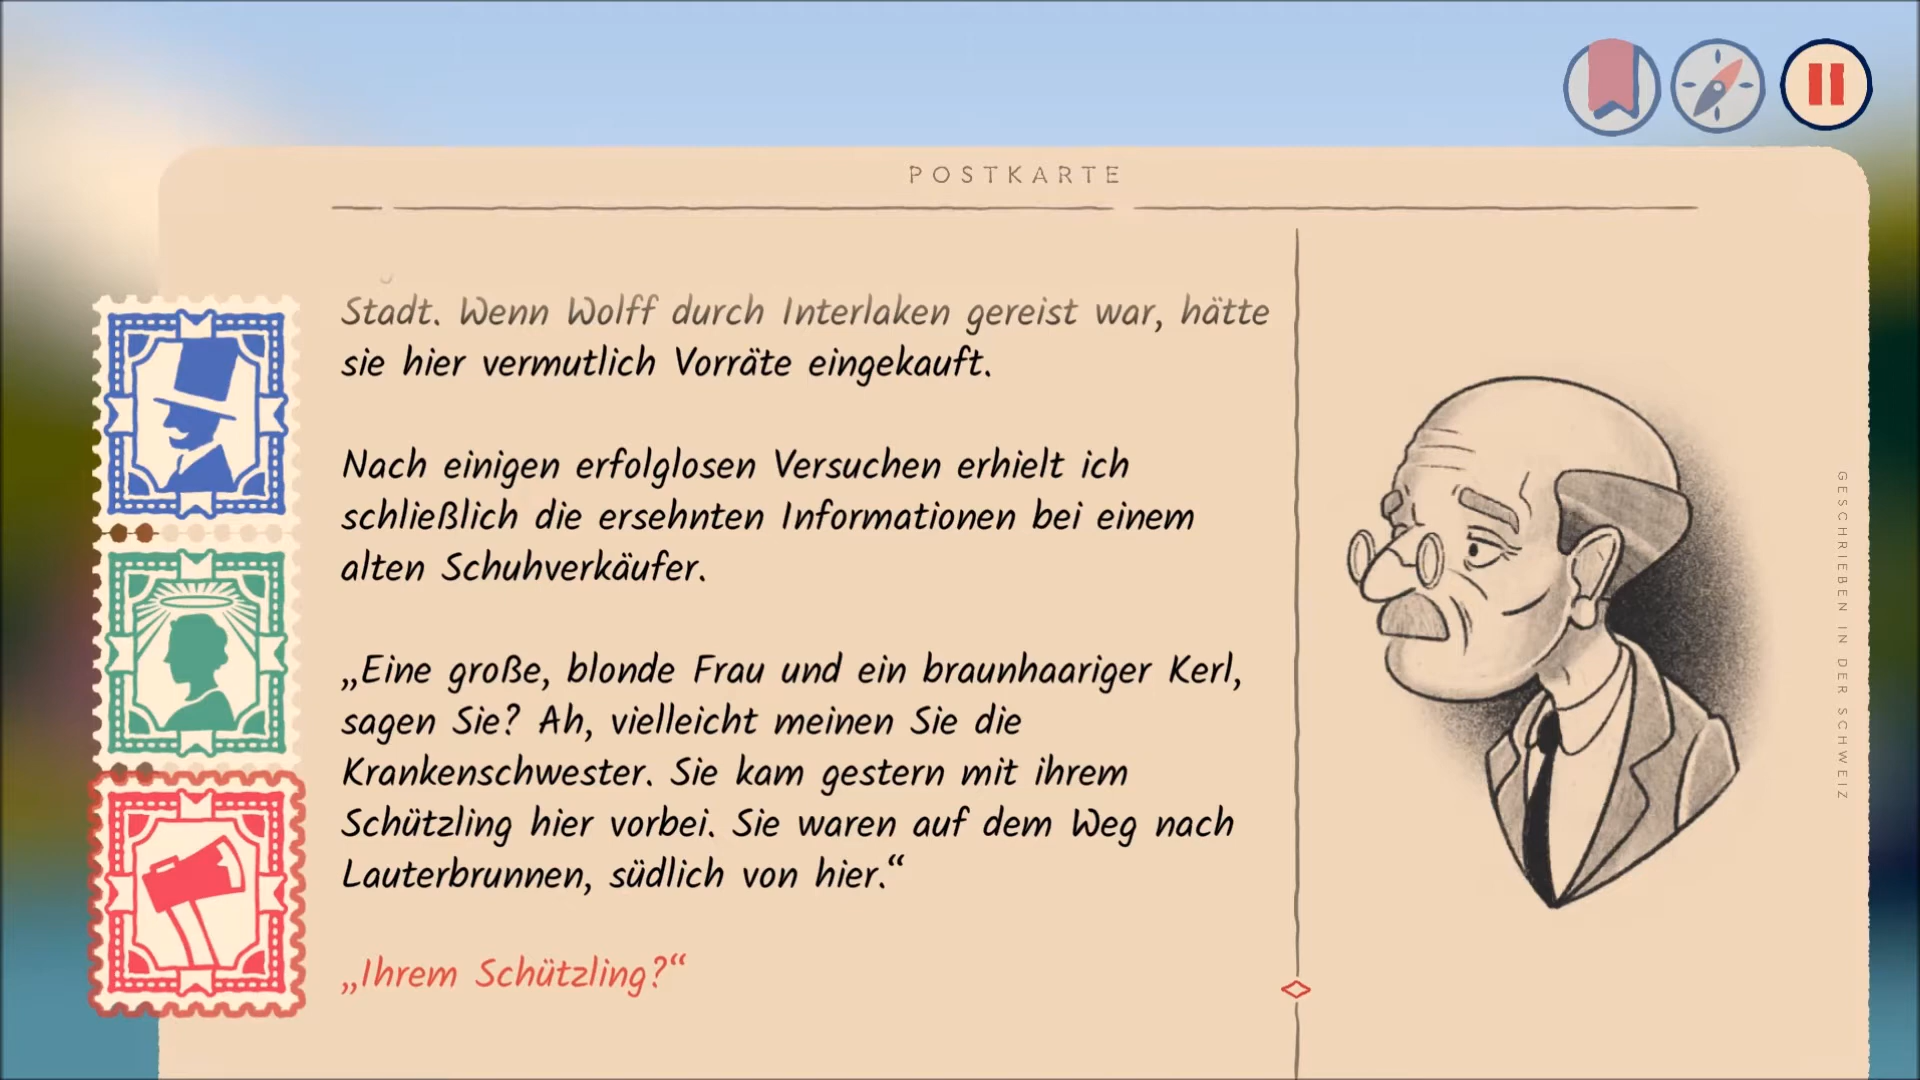 POSTKARTE
Stadt. Wenn Wolff durch Interlaken gereist war, hätte
sie hier vermutlich Vorräte eingekauft.
Nach einigen erfolglosen Versuchen erhielt ich
schließlich die ersehnten Informationen bei einem
alten Schuhverkäufer.
„Eine große, blonde Frau und ein braunhaariger Kerl,
sagen Sie? Ah, vielleicht meinen Sie die
Krankenschwester. Sie kam gestern mit ihrem
Schützling hier vorbei. Sie waren auf dem Weg nach
Lauterbrunnen, südlich von hier.“
„Ihrem Schützling?“
GESCHRIEBEN IN DER SCHWEIZ